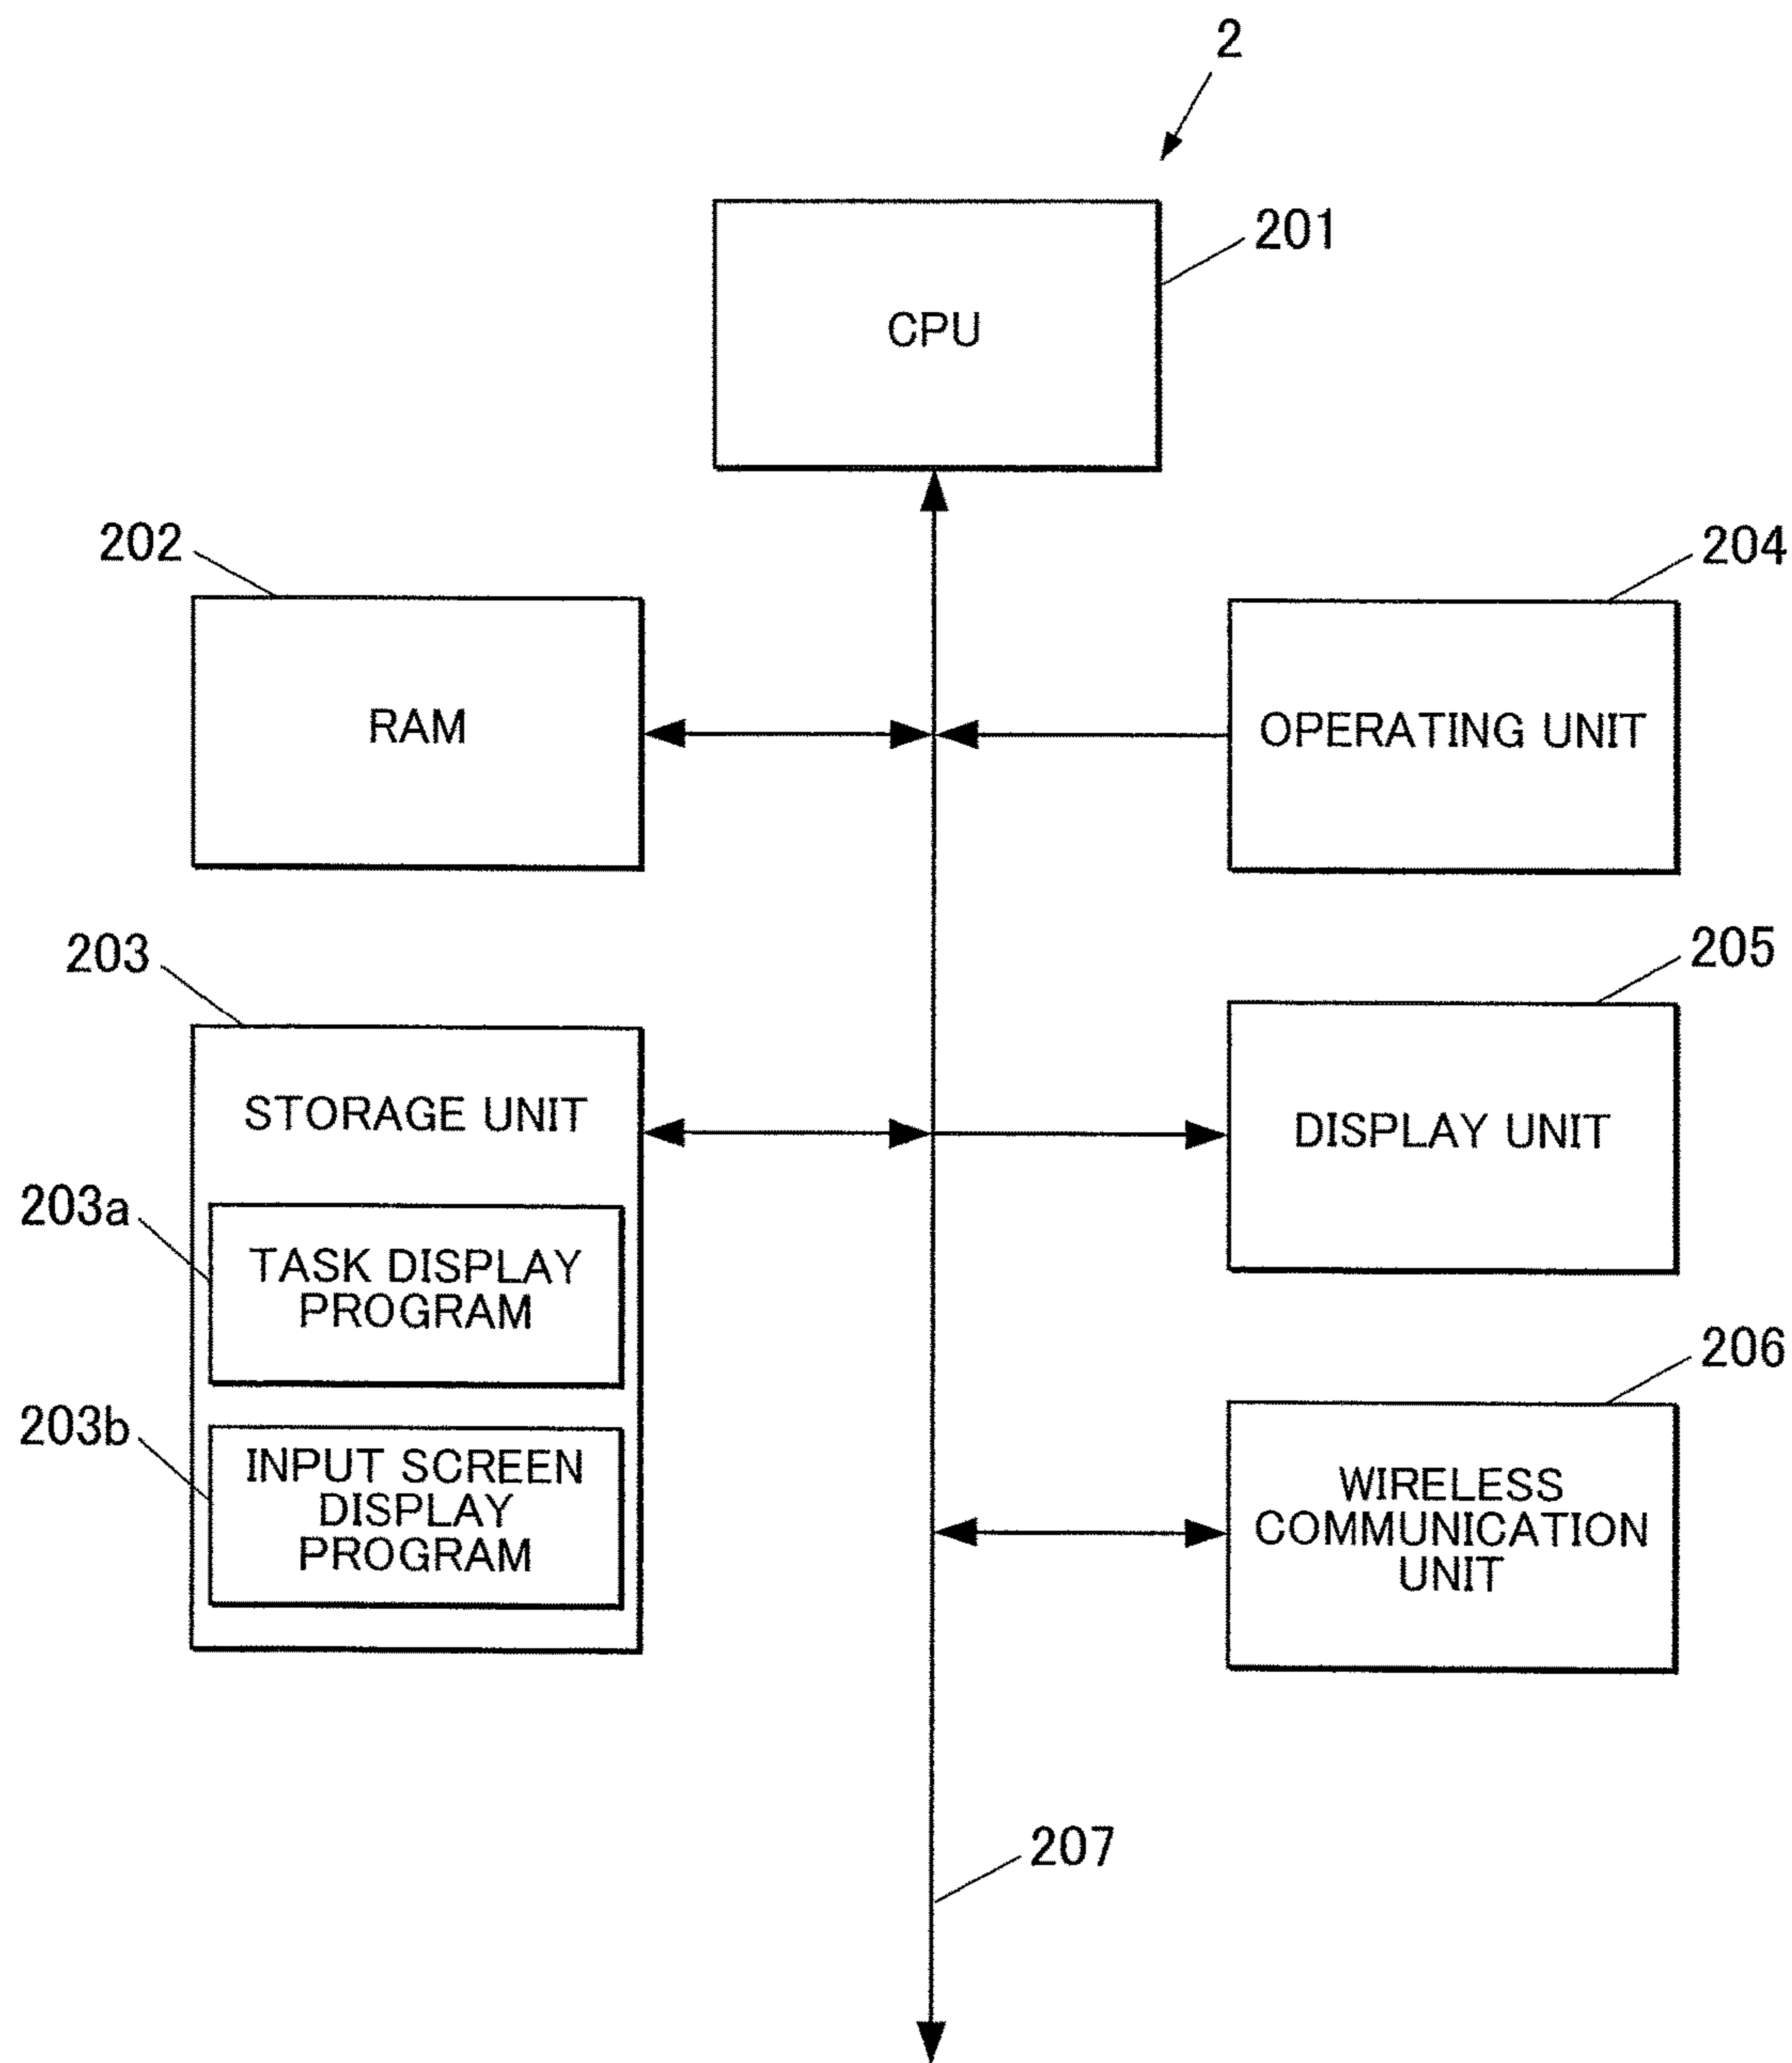 2
201
CPU
202
204
RAM
OPERATING UNIT
203
205
STORAGE UNIT
DISPLAY UNIT
203a
TASK DISPLAY
PROGRAM
206
203b
INPUT SCREEN
DISPLAY
PROGRAM
WIRELESS
COMMUNICATION
UNIT
207